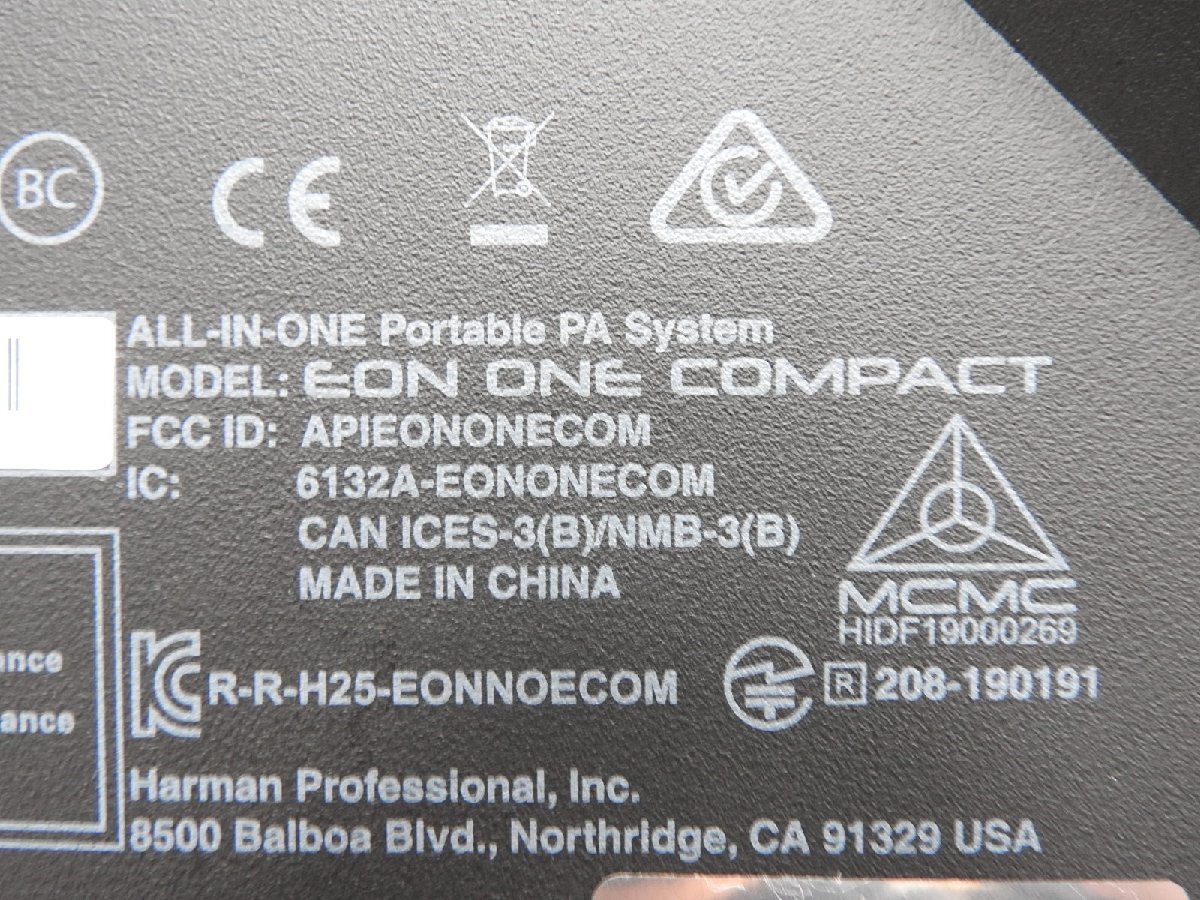 BC
CE
ALL-IN-ONE Portable PA System
MODEL: EON ONE COMPACT
FCC ID: APIEONONECOM
IC: 6132A-EONONECOM
CAN ICES-3(B)/NMB-3(B)
MADE IN CHINA
MCMC
HIDF19000269
ance
ance
R-R-H25-EONNOECOM
R 208-190191
Harman Professional, Inc.
8500 Balboa Blvd., Northridge, CA 91329 USA